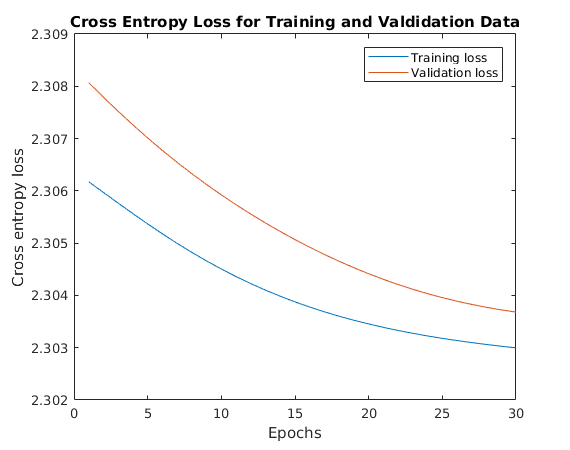 Cross Entropy Loss for Training and Valdidation Data
2.309
2.308
2.307
2.306
2.305
2.304
2.303
2.302
Cross entropy loss
Training loss
Validation loss
0 5 10 15 20 25 30
Epochs